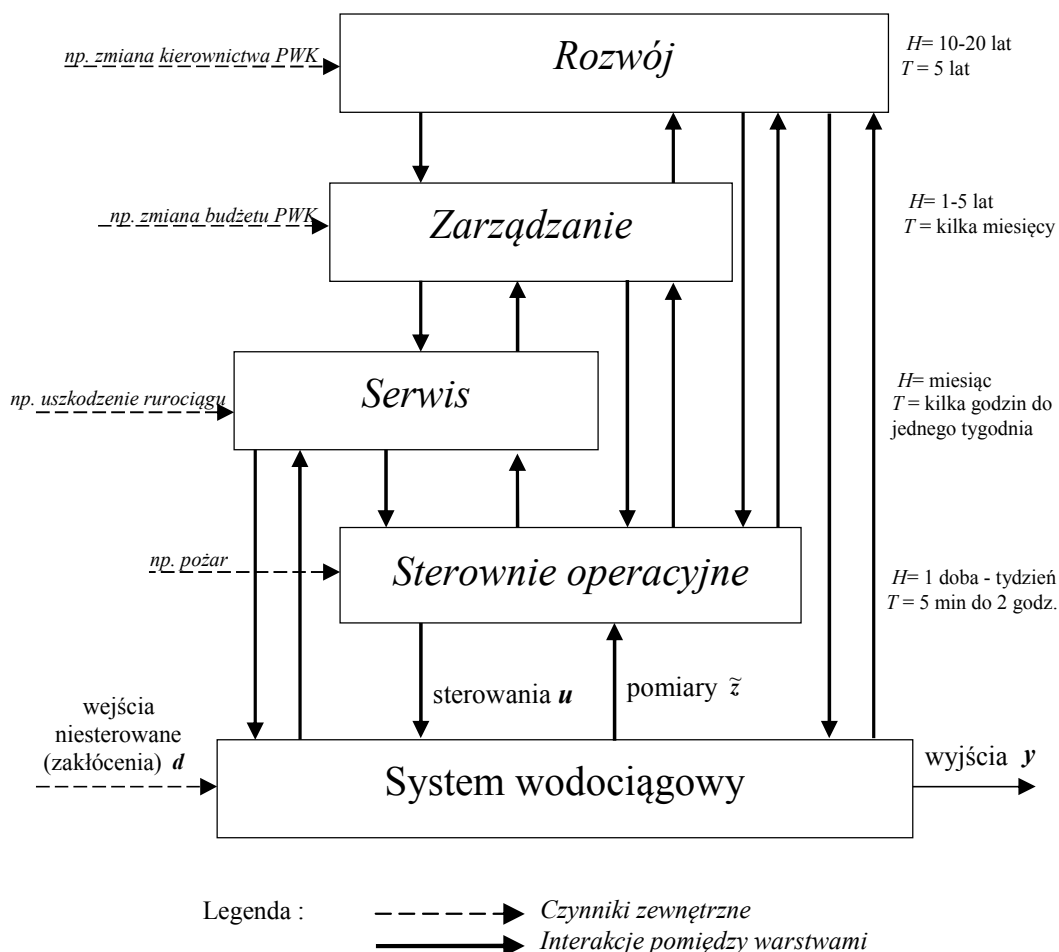 np. zmiana kierownictwa PWK
Rozwój
H= 10-20 lat
T = 5 lat
np. zmiana budżetu PWK
Zarządzanie
H= 1-5 lat
T = kilka miesięcy
np. uszkodzenie rurociągu
Serwis
H= miesiąc
T = kilka godzin do
jednego tygodnia
np. pożar
Sterownie operacyjne
H= 1 doba - tydzień
T = 5 min do 2 godz.
sterowania u
pomiary z̃
wejścia
niesterowane
(zakłócenia) d
System wodociągowy
wyjścia y
Legenda :
Czynniki zewnętrzne
Interakcje pomiędzy warstwami